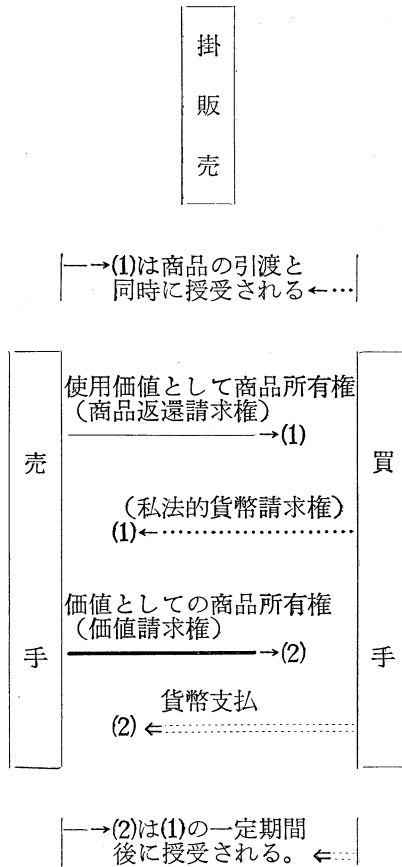 掛販売
(1)は商品の引渡と
同時に授受される
売手
買手
使用価値として商品所有権
（商品返還請求権）
(1)
（私法的貨幣請求権）
(1)
価値としての商品所有権
（価値請求権）
(2)
貨幣支払
(2)
(2)は(1)の一定期間
後に授受される。